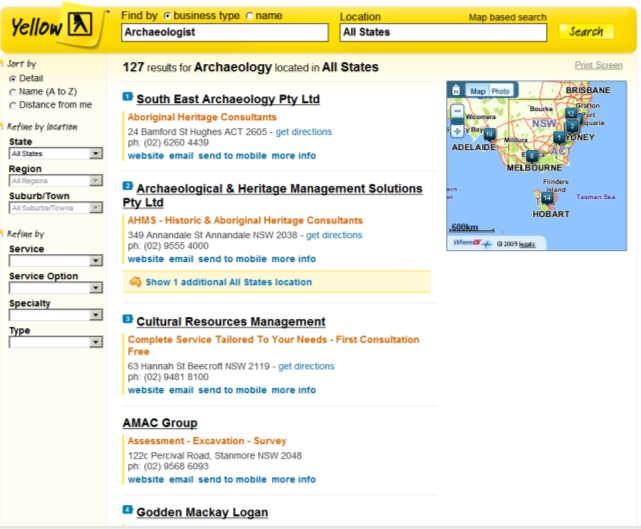 Yellow
Find by business type name
Archaeologist
Location
Map based search
All States
Search
Sort by
Detail
Name (A to Z)
Distance from me
Refine by location
State
All States
Region
All Regions
Suburb/Town
All Suburbs/Towns
Refine by
Service
Service Option
Specialty
Type
127 results for Archaeology located in All States
Print Screen
1 South East Archaeology Pty Ltd
Aboriginal Heritage Consultants
24 Bamford St Hughes ACT 2605 - get directions
ph: (02) 6260 4439
website email send to mobile more info
2 Archaeological & Heritage Management Solutions
Pty Ltd
AHMS - Historic & Aboriginal Heritage Consultants
349 Annandale St Annandale NSW 2038 - get directions
ph: (02) 9555 4000
website email send to mobile more info
Show 1 additional All States location
3 Cultural Resources Management
Complete Service Tailored To Your Needs - First Consultation
Free
63 Hannah St Beecroft NSW 2119 - get directions
ph: (02) 9481 8100
website email send to mobile more info
AMAC Group
Assessment - Excavation - Survey
122c Percival Road, Stanmore NSW 2048
ph: (02) 9568 6093
website email send to mobile more info
4 Godden Mackay Logan
Map Photo
BRISBANE
Bourke
Grafton
Woomera
Port
NSW
quarie
y Bay
Mildura
YDNEY
ADELAIDE
ACT
MELBOURNE
Flinders
Island
Tasman Sea
HOBART
600km
WhereiS
© 2009 legals